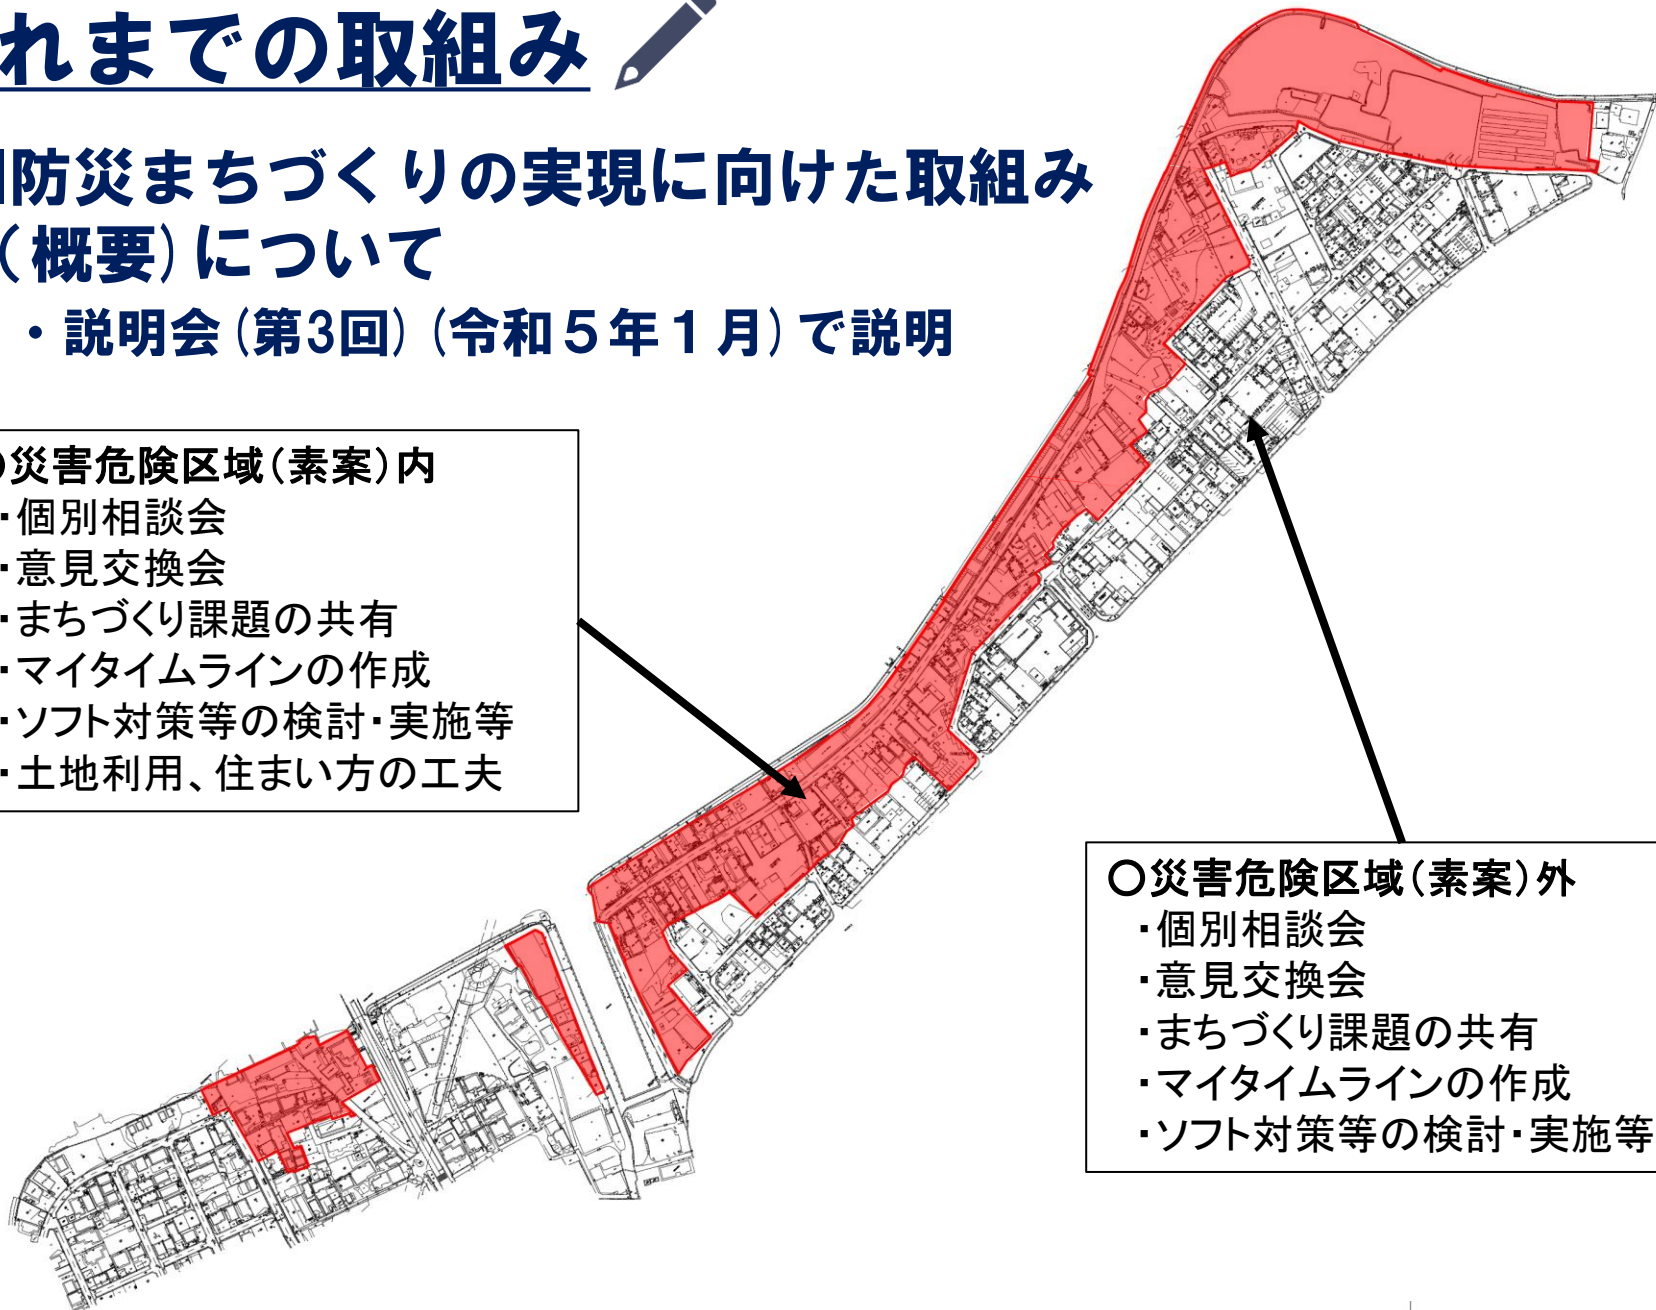 れまでの取組み
防災まちづくりの実現に向けた取組み
(概要)について
・説明会(第3回)(令和5年1月)で説明
○災害危険区域(素案)内
・個別相談会
・意見交換会
・まちづくり課題の共有
・マイタイムラインの作成
・ソフト対策等の検討・実施等
・土地利用、住まい方の工夫
○災害危険区域(素案)外
・個別相談会
・意見交換会
・まちづくり課題の共有
・マイタイムラインの作成
・ソフト対策等の検討・実施等